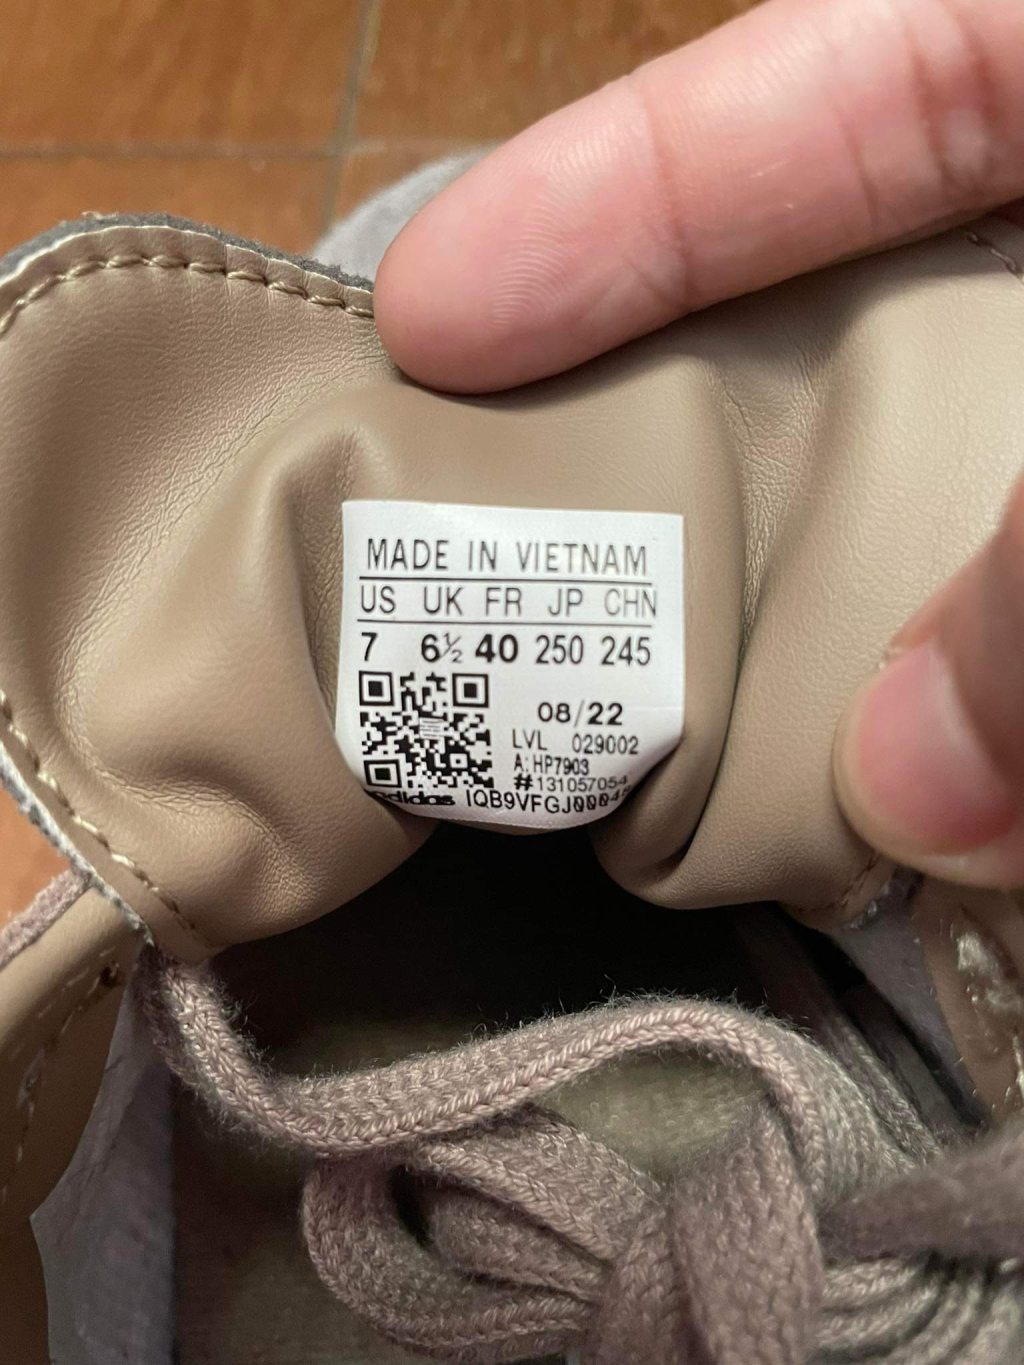 MADE IN VIETNAM
US UK FR JP CHN
7 6½ 40 250 245
08/22
LVL 029002
A: HP7903
#131057054
adidas